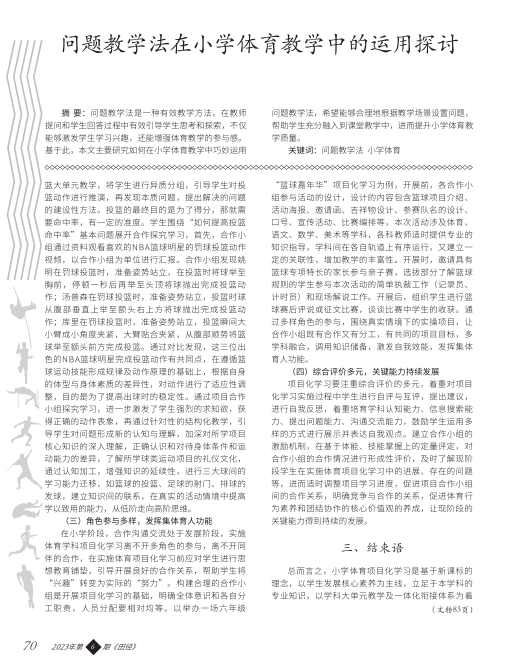 问题教学法在小学体育教学中的运用探讨
摘 要：问题教学法是一种有效教学方法，在教师
提问和学生回答过程中有效引导学生思考和探索，不仅
能够激发学生学习兴趣，还能增强体育教学的参与感。
基于此，本文主要研究如何在小学体育教学中巧妙运用
问题教学法，希望能够合理地根据教学场景设置问题，
帮助学生充分融入到课堂教学中，进而提升小学体育教
学质量。
关键词：问题教学法 小学体育
篮大单元教学，将学生进行异质分组，引导学生对投
篮动作进行推演，再发现本质问题，提出解决的问题
的建设性方法。投篮的最终目的是为了得分，那就需
要命中率，有一定的准度。学生围绕“如何提高投篮
命中率”基本问题展开合作探究学习，首先，合作小
组通过资料观看喜欢的NBA篮球明星的罚球投篮动作
视频，以合作小组为单位进行汇报。合作小组发现姚
明在罚球投篮时，准备姿势站立，在投篮时将球举至
胸前，停顿一秒后再举至头顶将球抛出完成投篮动
作；汤普森在罚球投篮时，准备姿势站立，投篮时球
从腹部垂直上举至额头右上方将球抛出完成投篮动
作；库里在罚球投篮时，准备姿势站立，投篮瞬间大
小臂成小角度夹紧，大臂贴合夹紧，从腹部顺势将篮
球举至额头前方完成投篮。通过对比发现，这三位出
色的NBA篮球明星完成投篮动作有共同点，在遵循篮
球运动技能形成规律及动作原理的基础上，根据自身
的体型与身体素质的差异性，对动作进行了适应性调
整，目的是为了提高出球时的稳定性。通过项目合作
小组探究学习，进一步激发了学生强烈的求知欲，获
得正确的动作表象，再通过针对性的结构化教学，引
导学生对问题形成新的认知与理解，加深对所学项目
核心知识的深入理解，正确认识和对待身体条件和运
动能力的差异，了解所学球类运动项目的礼仪文化，
通过认知加工，增强知识的延续性，进行三大球间的
学习能力迁移，如篮球的投篮、足球的射门、排球的
发球，建立知识间的联系，在真实的活动情境中提高
学以致用的能力，从低阶走向高阶思维。
（三）角色参与多样，发挥集体育人功能
在小学阶段，合作沟通交流处于发展阶段，实施
体育学科项目化学习离不开多角色的参与，离不开同
伴的合作，在实施体育项目化学习前应对学生进行思
想教育铺垫，引导开展良好的合作关系，帮助学生将
“兴趣”转变为实际的“努力”。构建合理的合作小
组是开展项目化学习的基础，明确全体意识和各自分
工职责，人员分配要相对均等。以举办一场六年级
“篮球嘉年华”项目化学习为例，开展前，各合作小
组参与活动的设计，设计的内容包含篮球项目介绍、
活动海报、邀请函、吉祥物设计、参赛队名的设计、
口号、宣传活动、比赛编排等，本次活动涉及体育、
语文、数学、美术等学科，各科教师适时提供专业的
知识指导，学科间在各自轨道上有序运行，又建立一
定的关联性，增加教学的丰富性。开展时，邀请具有
篮球专项特长的家长参与亲子赛，选拔部分了解篮球
规则的学生参与本次活动的简单执裁工作（记录员、
计时员）和现场解说工作。开展后，组织学生进行篮
球赛后评说或征文比赛，谈谈比赛中学生的收获。通
过多样角色的参与，围绕真实情境下的实操项目，让
合作小组既有合作又有分工，有共同的项目目标，多
学科融合，调用知识储备，激发自我效能，发挥集体
育人功能。
（四）综合评价多元，关键能力持续发展
项目化学习要注重综合评价的多元，着重对项目
化学习实施过程中学生进行自评与互评，提出建议，
进行自我反思，着重培育学科认知能力、信息搜索能
力、提出问题能力、沟通交流能力，鼓励学生运用多
样的方式进行展示并表达自我观点。建立合作小组的
激励机制，在基于体能、技能掌握上的定量评定，对
合作小组的合作情况进行形成性评价，及时了解现阶
段学生在实施体育项目化学习中的进展、存在的问题
等，进而适时调整项目学习进度，促进项目合作小组
间的合作关系，明确竞争与合作的关系，促进体育行
为素养和团结协作的核心价值观的养成，让现阶段的
关键能力得到持续的发展。
三、结束语
总而言之，小学体育项目化学习是基于新课标的
理念，以学生发展核心素养为主线，立足于本学科的
专业知识，以学科大单元教学及一体化衔接体系为着
（文转83页）
70 2023年第6期《田径》